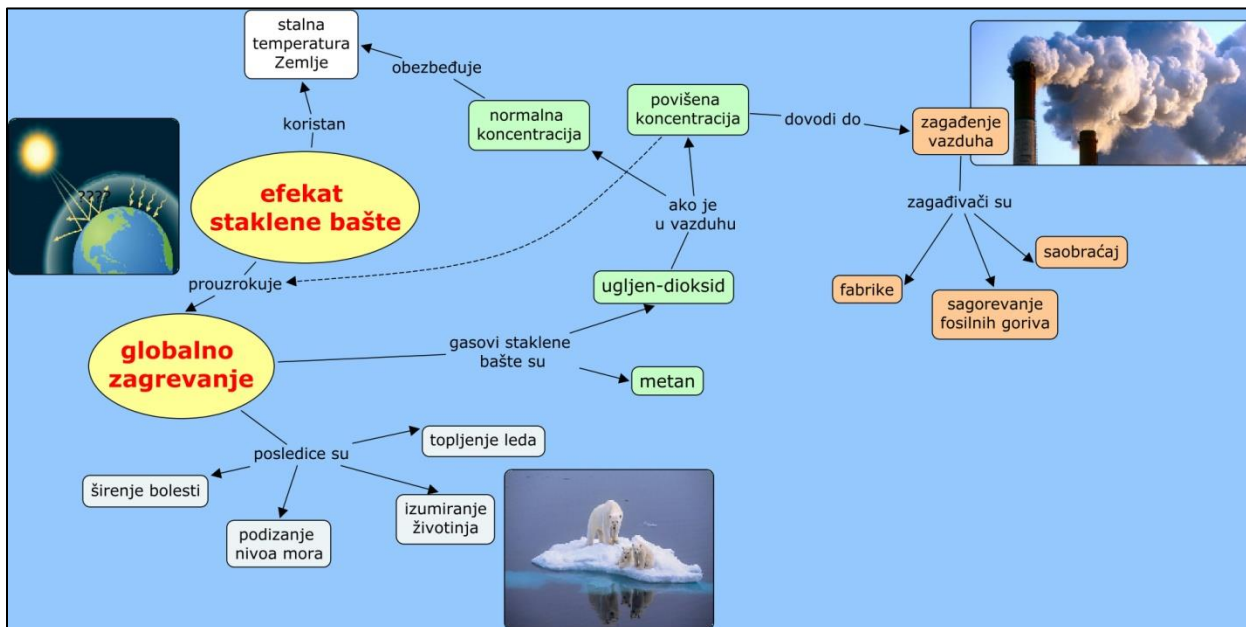 stalna
temperatura
Zemlje
obezbeđuje
koristan
normalna
koncentracija
povišena
koncentracija
dovodi do
zagađenje
vazduha
????
efekat
staklene bašte
ako je
u vazduhu
zagađivači su
prouzrokuje
ugljen-dioksid
fabrike
sagorevanje
fosilnih goriva
saobraćaj
globalno
zagrevanje
gasovi staklene
bašte su
metan
posledice su
topljenje leda
širenje bolesti
podizanje
nivoa mora
izumiranje
životinja